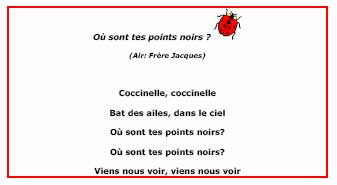 Où sont tes points noirs ?
(Air: Frère Jacques)
Coccinelle, coccinelle
Bat des ailes, dans le ciel
Où sont tes points noirs?
Où sont tes points noirs?
Viens nous voir, viens nous voir